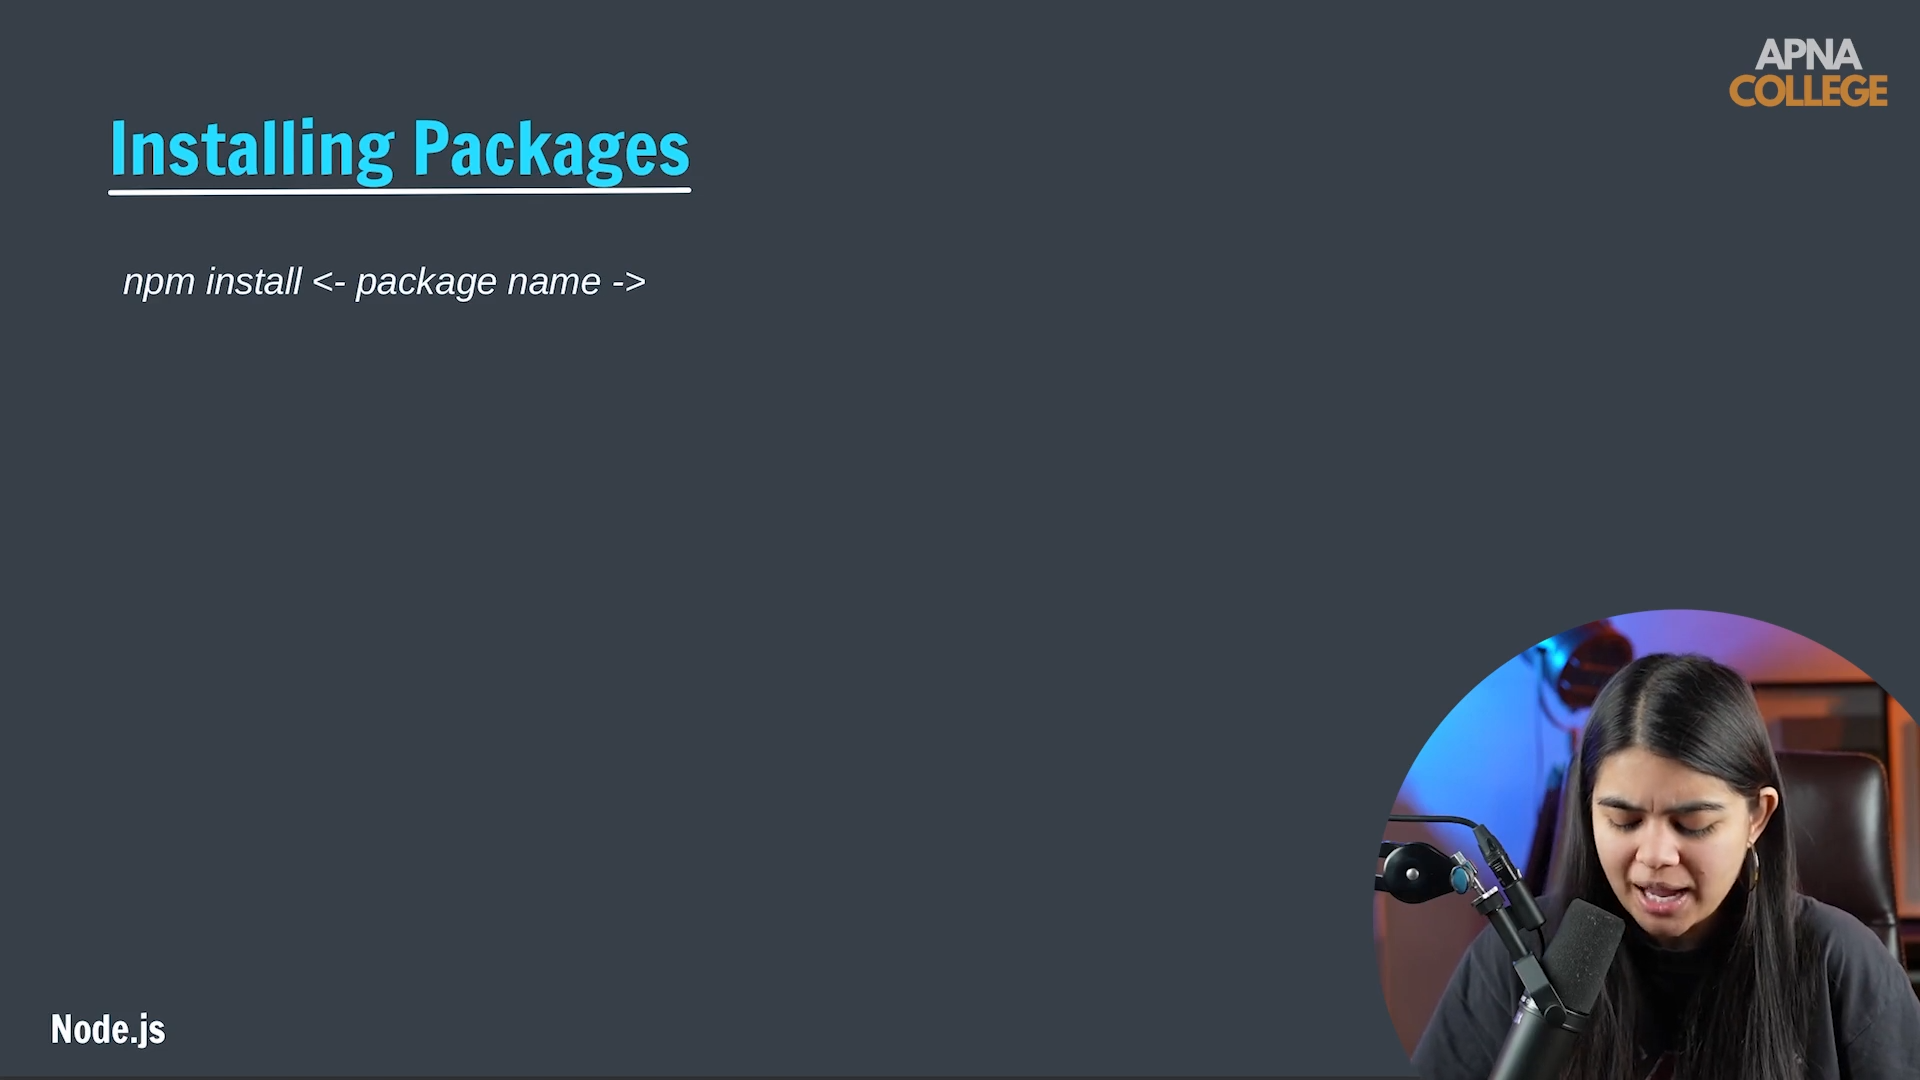 APNA
COLLEGE
Installing Packages
npm install <- package name ->
Node.js